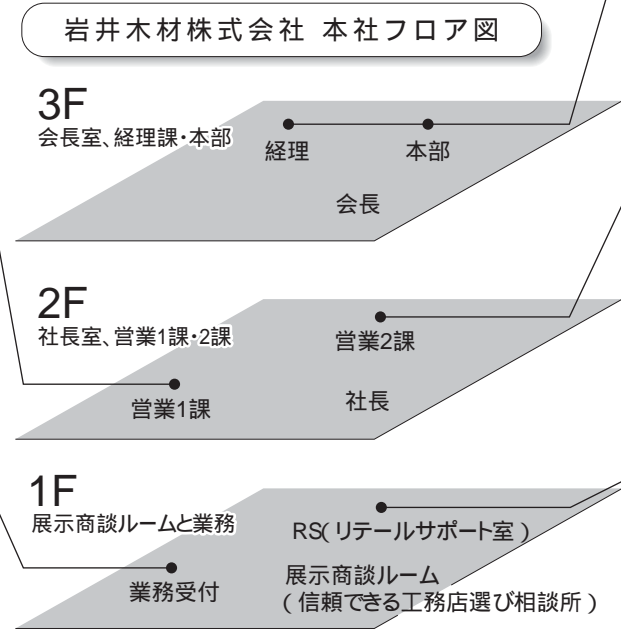 岩井木材株式会社 本社フロア図
3F
会長室、経理課・本部
経理
本部
会長
2F
社長室、営業1課・2課
営業2課
営業1課
社長
1F
展示商談ルームと業務
RS(リテールサポート室)
業務受付
展示商談ルーム
(信頼できる工務店選び相談所)